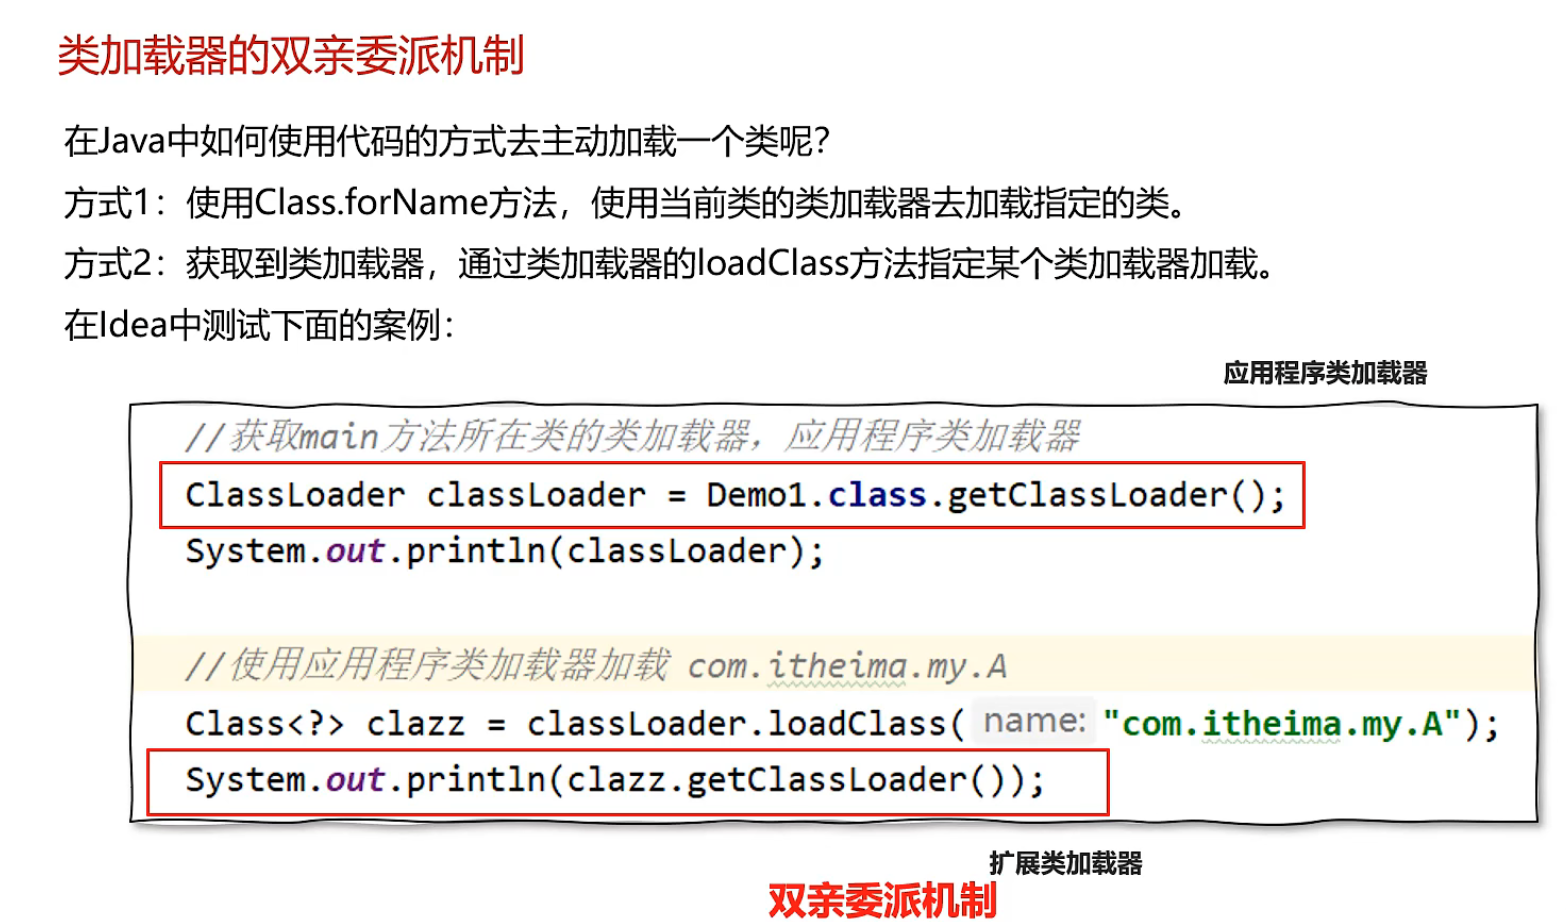 类加载器的双亲委派机制
在Java中如何使用代码的方式去主动加载一个类呢？
方式1：使用Class.forName方法，使用当前类的类加载器去加载指定的类。
方式2：获取到类加载器，通过类加载器的loadClass方法指定某个类加载器加载。
在Idea中测试下面的案例：
应用程序类加载器
//获取main方法所在类的类加载器，应用程序类加载器
ClassLoader classLoader = Demo1.class.getClassLoader();
System.out.println(classLoader);
//使用应用程序类加载器加载 com.itheima.my.A
Class<?> clazz = classLoader.loadClass( name: "com.itheima.my.A");
System.out.println(clazz.getClassLoader());
扩展类加载器
双亲委派机制